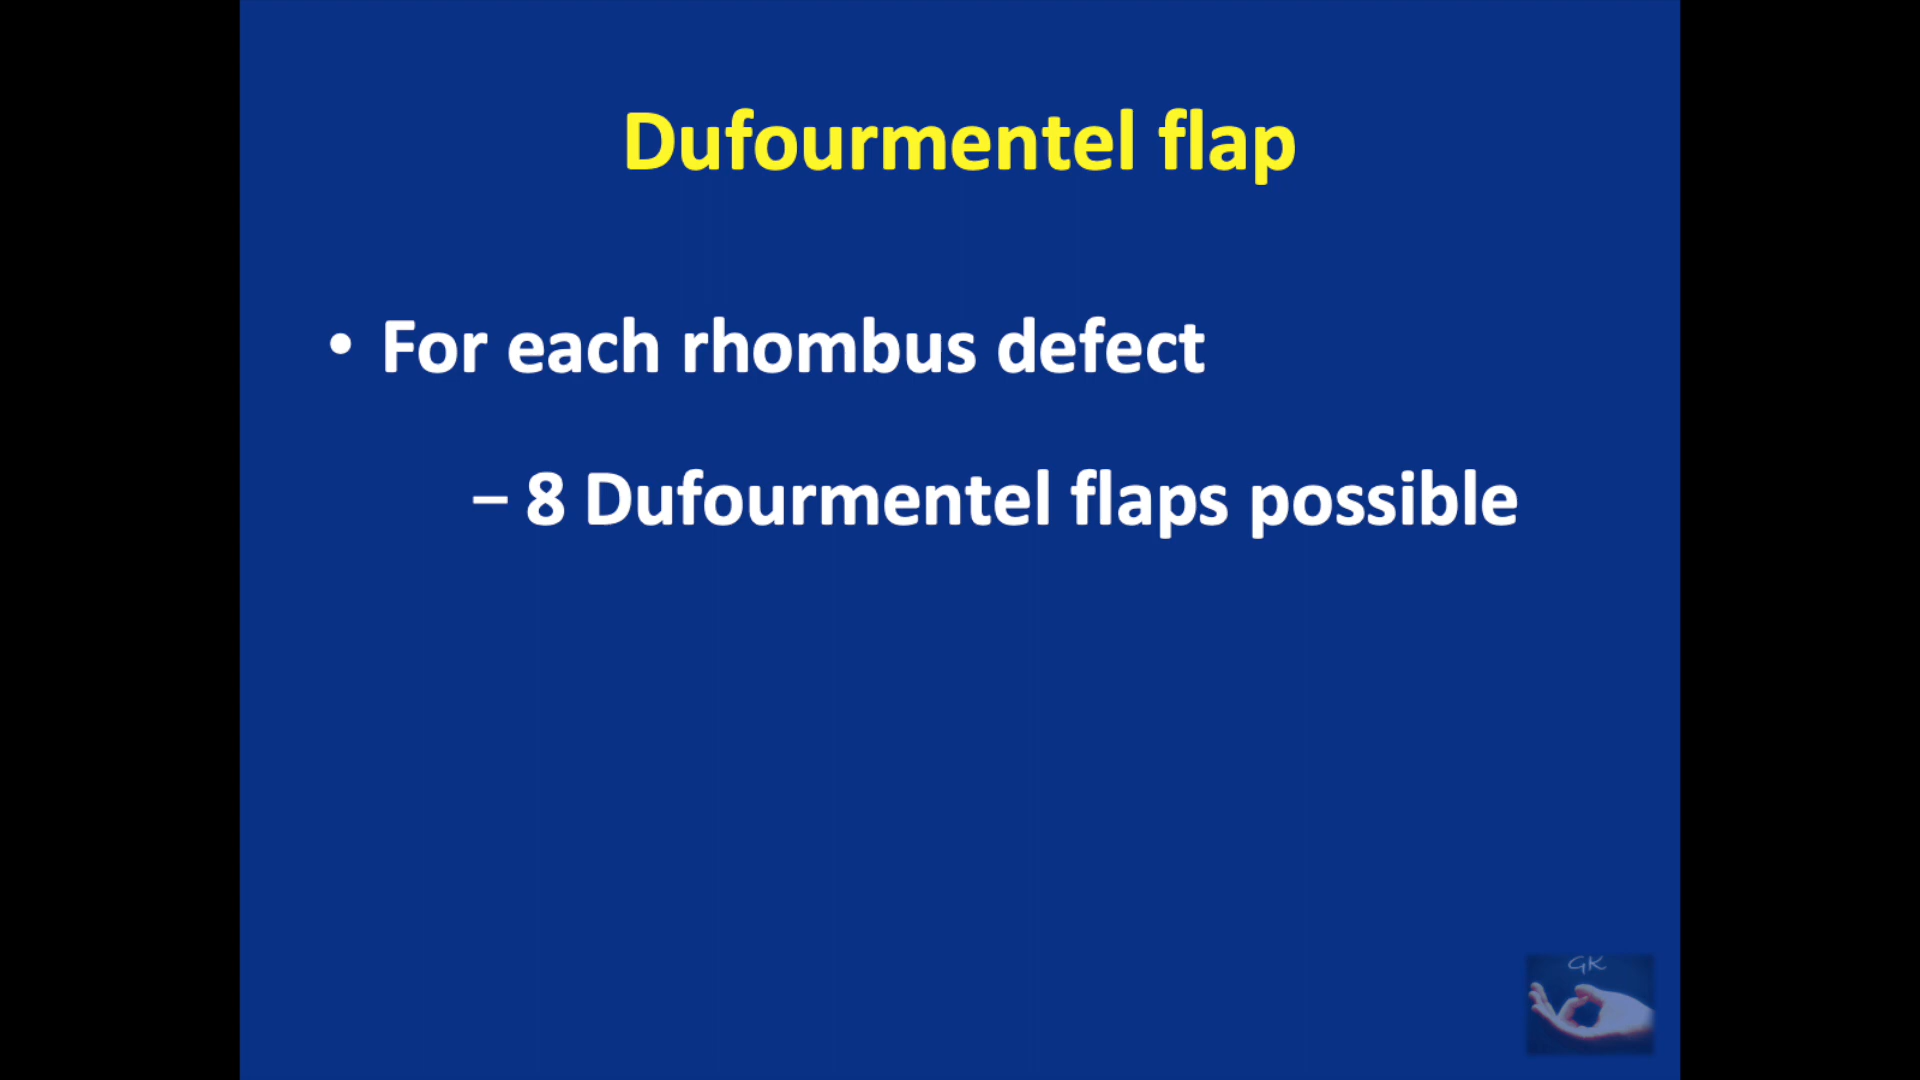 Dufourmentel flap
• For each rhombus defect
– 8 Dufourmentel flaps possible
GK